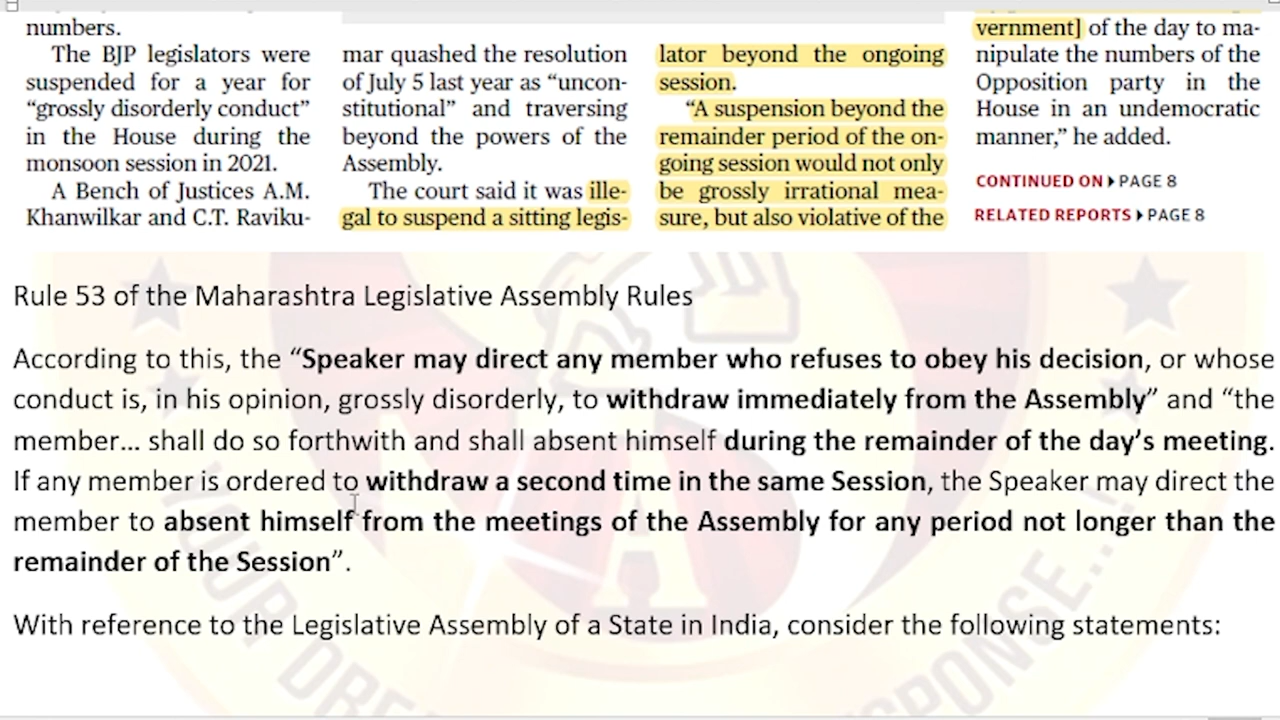 numbers.
The BJP legislators were
suspended for a year for
“grossly disorderly conduct”
in the House during the
monsoon session in 2021.
A Bench of Justices A.M.
Khanwilkar and C.T. Raviku-
mar quashed the resolution
of July 5 last year as “uncon-
stitutional” and traversing
beyond the powers of the
Assembly.
The court said it was ille-
gal to suspend a sitting legis-
lator beyond the ongoing
session.
“A suspension beyond the
remainder period of the on-
going session would not only
be grossly irrational mea-
sure, but also violative of the
vernment] of the day to ma-
nipulate the numbers of the
Opposition party in the
House in an undemocratic
manner,” he added.
CONTINUED ON PAGE 8
RELATED REPORTS PAGE 8
Rule 53 of the Maharashtra Legislative Assembly Rules
According to this, the “Speaker may direct any member who refuses to obey his decision, or whose
conduct is, in his opinion, grossly disorderly, to withdraw immediately from the Assembly” and “the
member... shall do so forthwith and shall absent himself during the remainder of the day’s meeting.
If any member is ordered to withdraw a second time in the same Session, the Speaker may direct the
member to absent himself from the meetings of the Assembly for any period not longer than the
remainder of the Session”.
With reference to the Legislative Assembly of a State in India, consider the following statements: